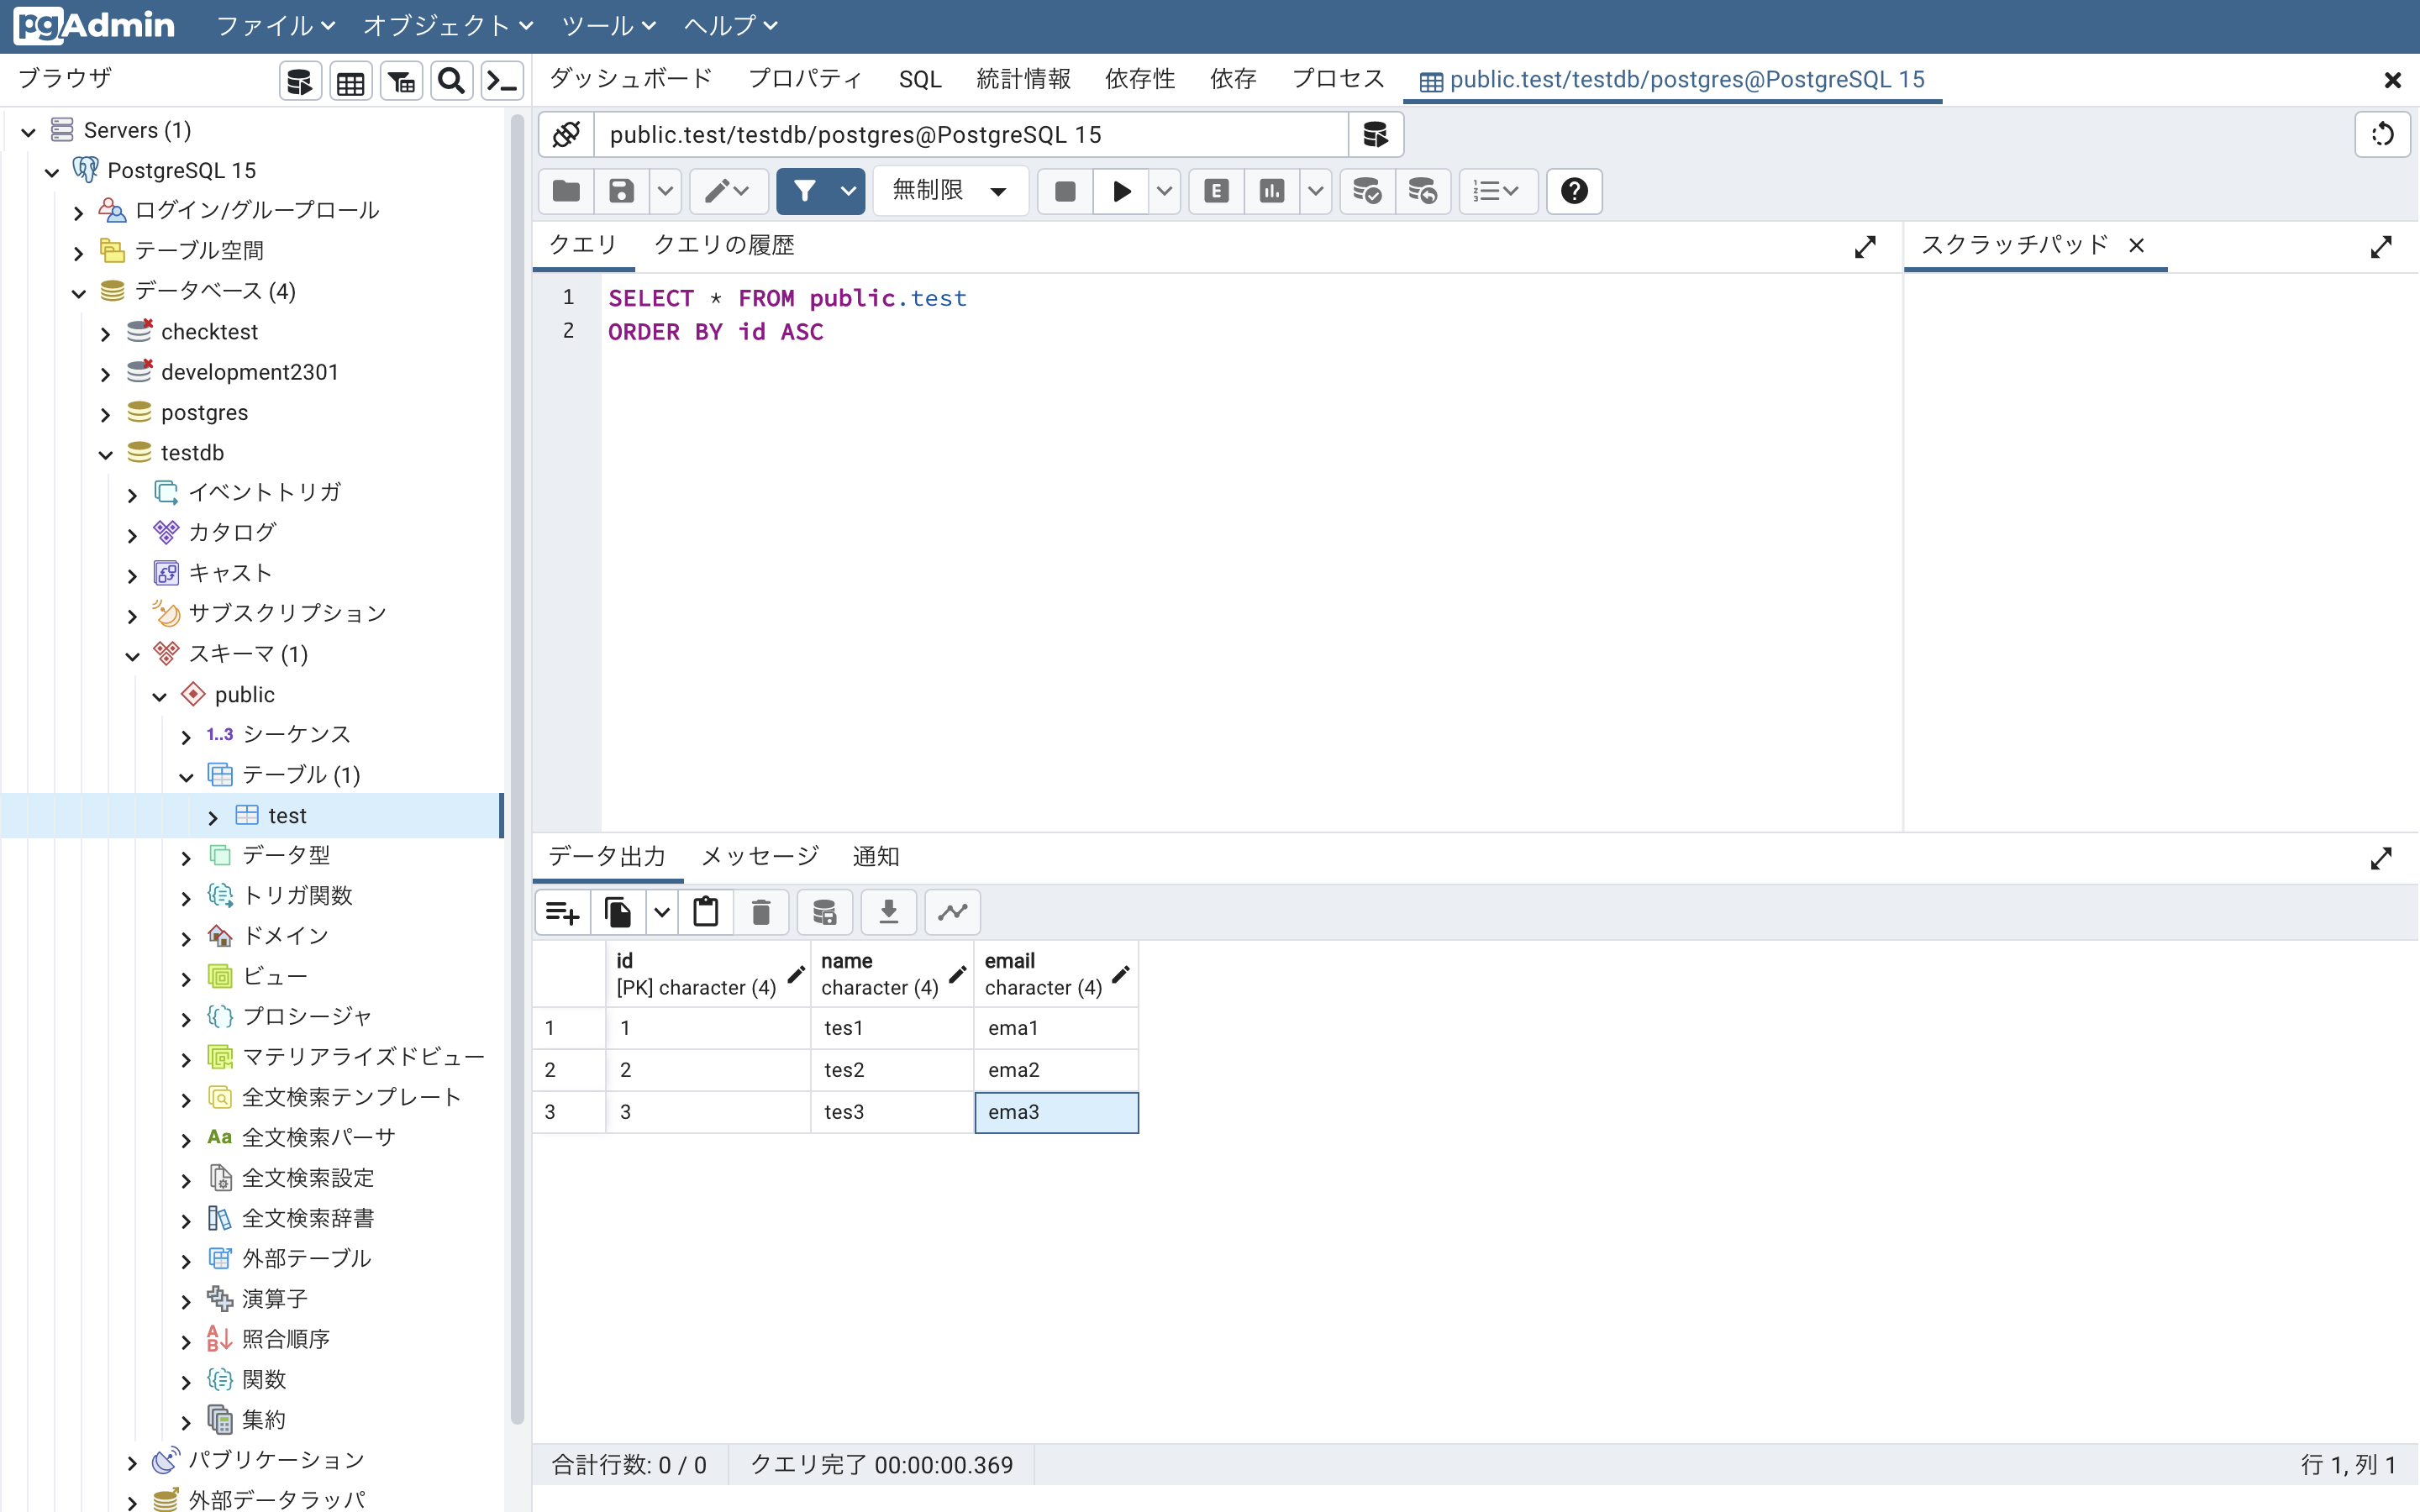 pgAdmin ファイル オブジェクト ツール ヘルプ
ブラウザ
ダッシュボード プロパティ SQL 統計情報 依存性 依存 プロセス public.test/testdb/postgres@PostgreSQL 15
Servers (1)
PostgreSQL 15
ログイン/グループロール
テーブル空間
データベース (4)
checktest
development2301
postgres
testdb
イベントトリガ
カタログ
キャスト
サブスクリプション
スキーマ (1)
public
1..3 シーケンス
テーブル (1)
test
データ型
トリガ関数
ドメイン
ビュー
プロシージャ
マテリアライズドビュー
全文検索テンプレート
Aa 全文検索パーサ
全文検索設定
全文検索辞書
外部テーブル
演算子
照合順序
関数
集約
パブリケーション
外部データラッパ
public.test/testdb/postgres@PostgreSQL 15
無制限 E
クエリ クエリの履歴
スクラッチパッド
1 SELECT * FROM public.test
2 ORDER BY id ASC
データ出力 メッセージ 通知
id name email
[PK] character (4) character (4) character (4)
1 1 tes1 ema1
2 2 tes2 ema2
3 3 tes3 ema3
合計行数: 0 / 0 クエリ完了 00:00:00.369 行 1, 列 1